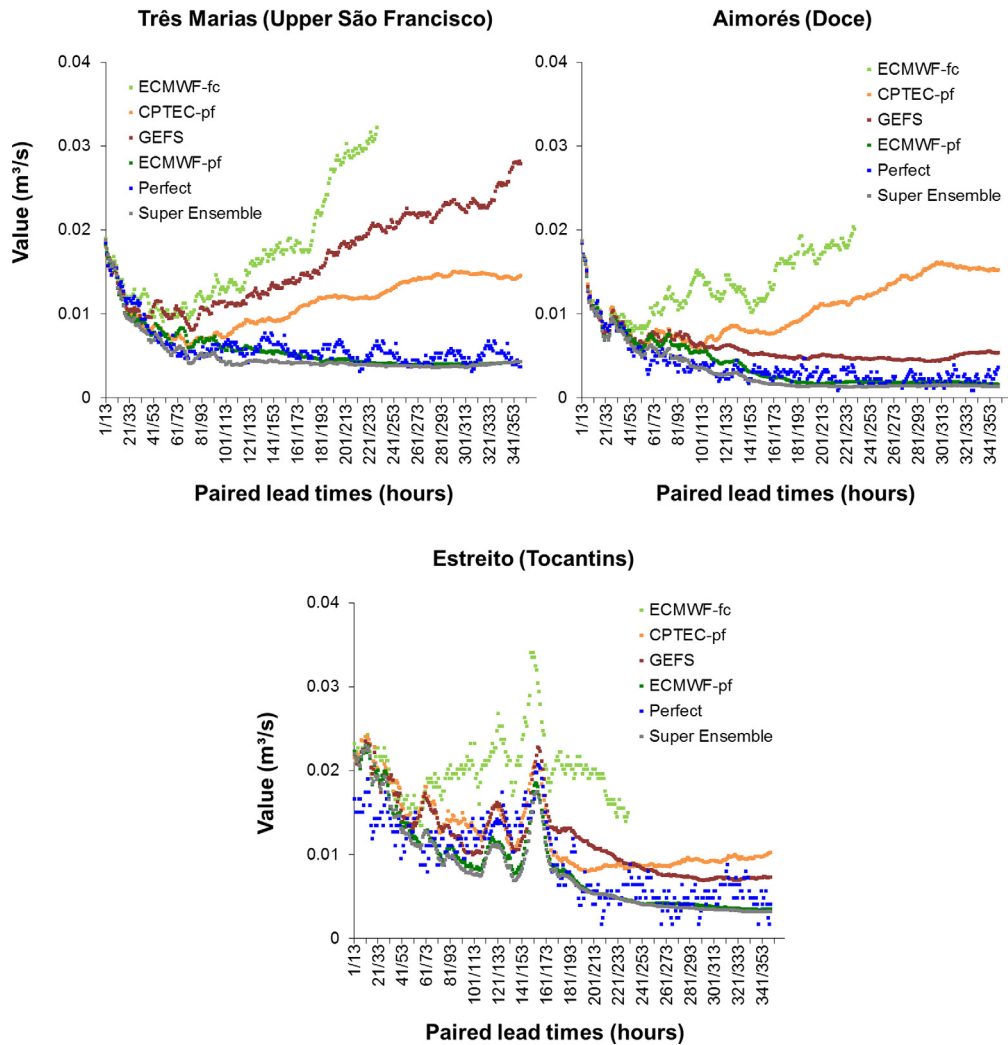 Três Marias (Upper São Francisco)
0.04
0.03
0.02
0.01
0
Value (m³/s)
ECMWF-fc
CPTEC-pf
GEFS
ECMWF-pf
Perfect
Super Ensemble
1/13
21/33
41/53
61/73
81/93
101/113
121/133
141/153
161/173
181/193
201/213
221/233
241/253
261/273
281/293
301/313
321/333
341/353
Paired lead times (hours)
Aimorés (Doce)
0.04
0.03
0.02
0.01
0
ECMWF-fc
CPTEC-pf
GEFS
ECMWF-pf
Perfect
Super Ensemble
1/13
21/33
41/53
61/73
81/93
101/113
121/133
141/153
161/173
181/193
201/213
221/233
241/253
261/273
281/293
301/313
321/333
341/353
Paired lead times (hours)
Estreito (Tocantins)
0.04
0.03
0.02
0.01
0
Value (m³/s)
ECMWF-fc
CPTEC-pf
GEFS
ECMWF-pf
Perfect
Super Ensemble
1/13
21/33
41/53
61/73
81/93
101/113
121/133
141/153
161/173
181/193
201/213
221/233
241/253
261/273
281/293
301/313
321/333
341/353
Paired lead times (hours)